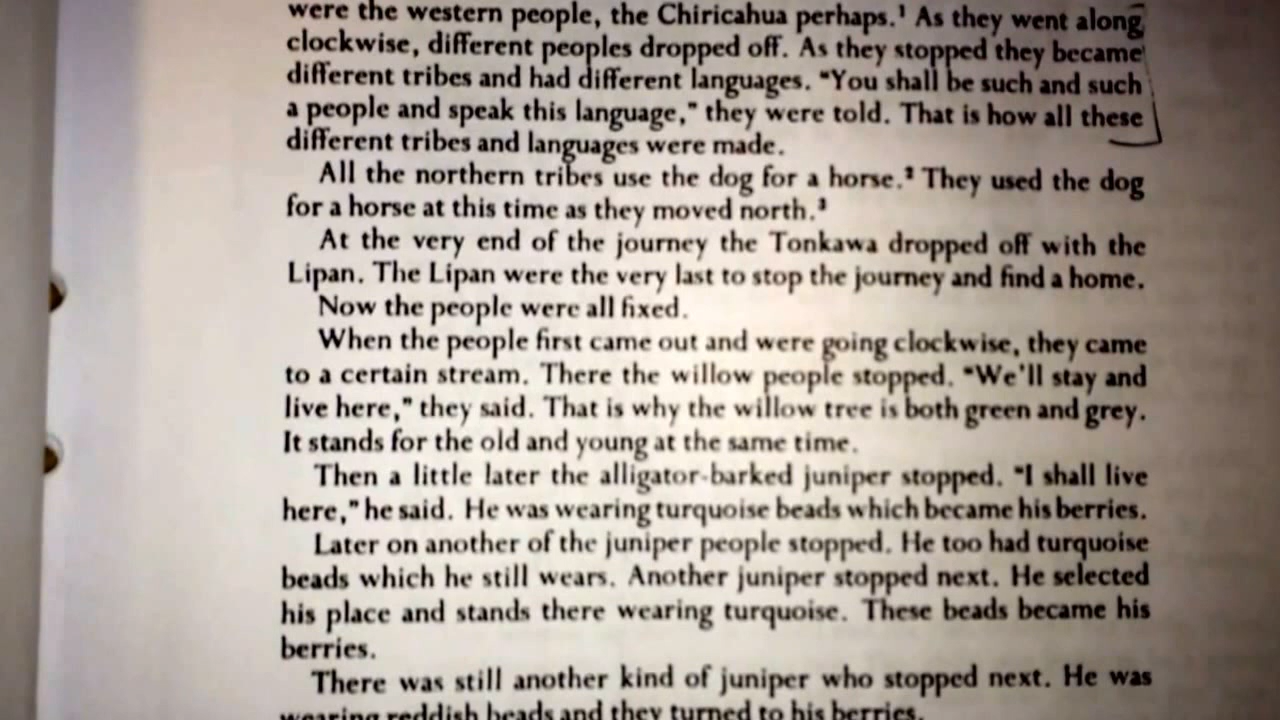 were the western people, the Chiricahua perhaps.¹ As they went along
clockwise, different peoples dropped off. As they stopped they became
different tribes and had different languages. “You shall be such and such
a people and speak this language,” they were told. That is how all these
different tribes and languages were made.
All the northern tribes use the dog for a horse.² They used the dog
for a horse at this time as they moved north.³
At the very end of the journey the Tonkawa dropped off with the
Lipan. The Lipan were the very last to stop the journey and find a home.
Now the people were all fixed.
When the people first came out and were going clockwise, they came
to a certain stream. There the willow people stopped. “We'll stay and
live here,” they said. That is why the willow tree is both green and grey.
It stands for the old and young at the same time.
Then a little later the alligator-barked juniper stopped. “I shall live
here,” he said. He was wearing turquoise beads which became his berries.
Later on another of the juniper people stopped. He too had turquoise
beads which he still wears. Another juniper stopped next. He selected
his place and stands there wearing turquoise. These beads became his
berries.
There was still another kind of juniper who stopped next. He was
wearing reddish beads and they turned to his berries.